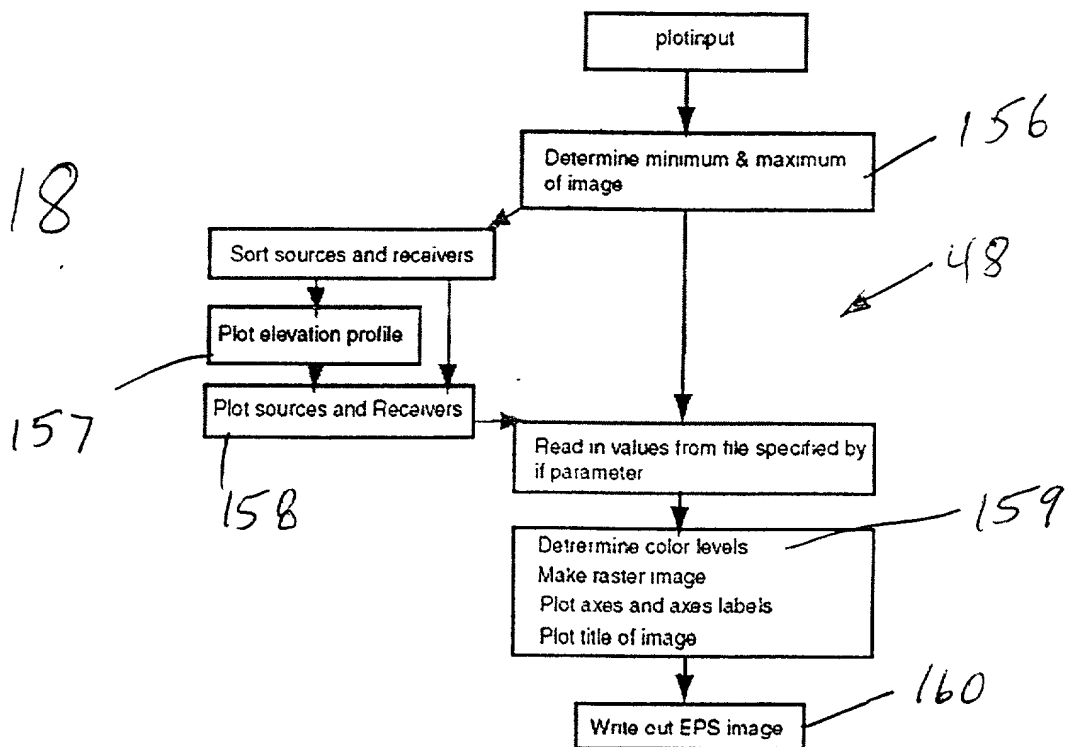 plotinput
156
Determine minimum & maximum
of image
18
48
Sort sources and receivers
Plot elevation profile
157
Plot sources and Receivers
158
Read in values from file specified by
if parameter
159
Detrermine color levels
Make raster image
Plot axes and axes labels
Plot title of image
160
Write out EPS image